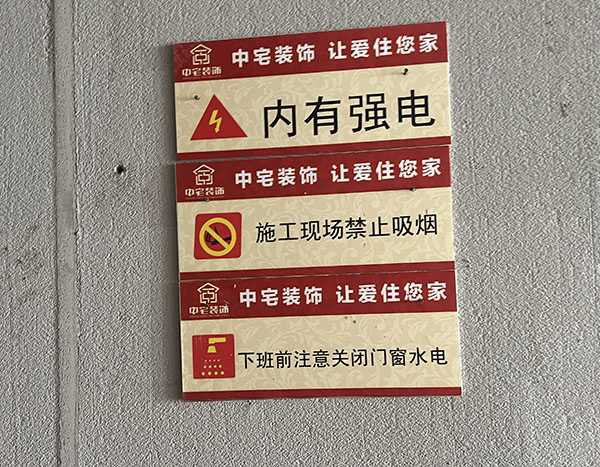 中宅装饰
中宅装饰 让爱住您家
内有强电
中宅装饰
中宅装饰 让爱住您家
施工现场禁止吸烟
中宅装饰
中宅装饰 让爱住您家
下班前注意关闭门窗水电